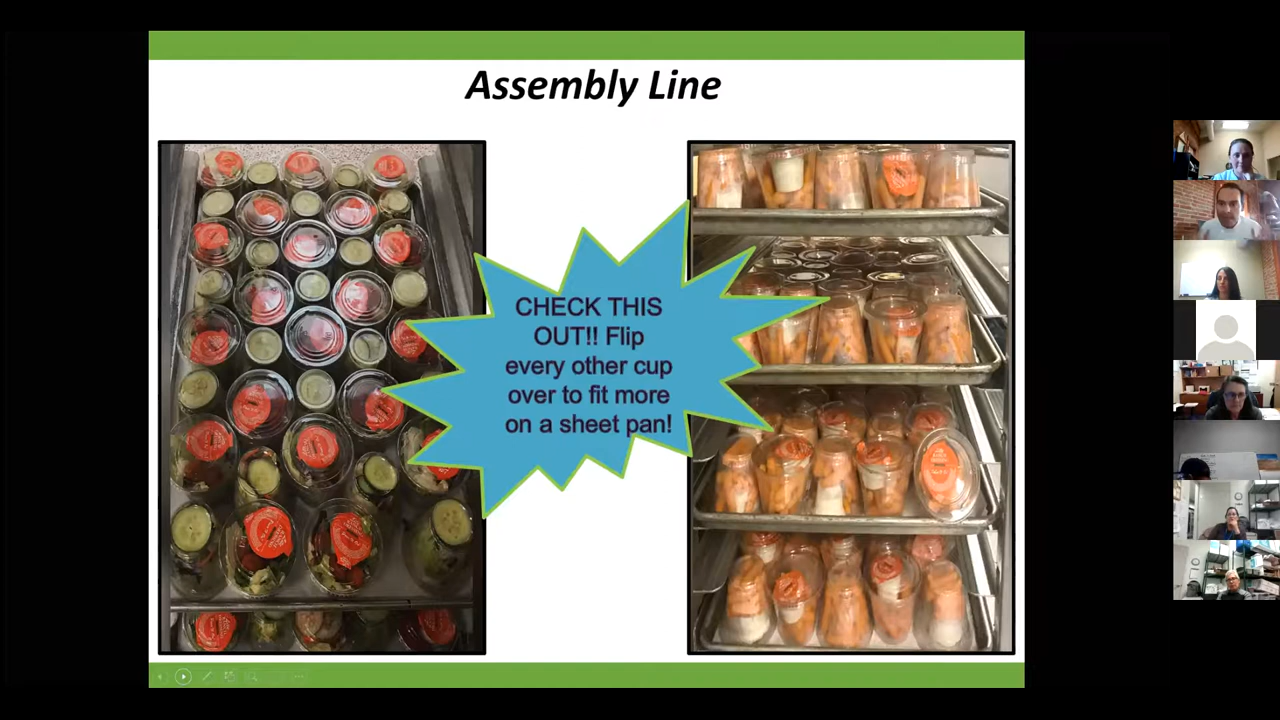 Assembly Line
CHECK THIS
OUT!! Flip
every other cup
over to fit more
on a sheet pan!